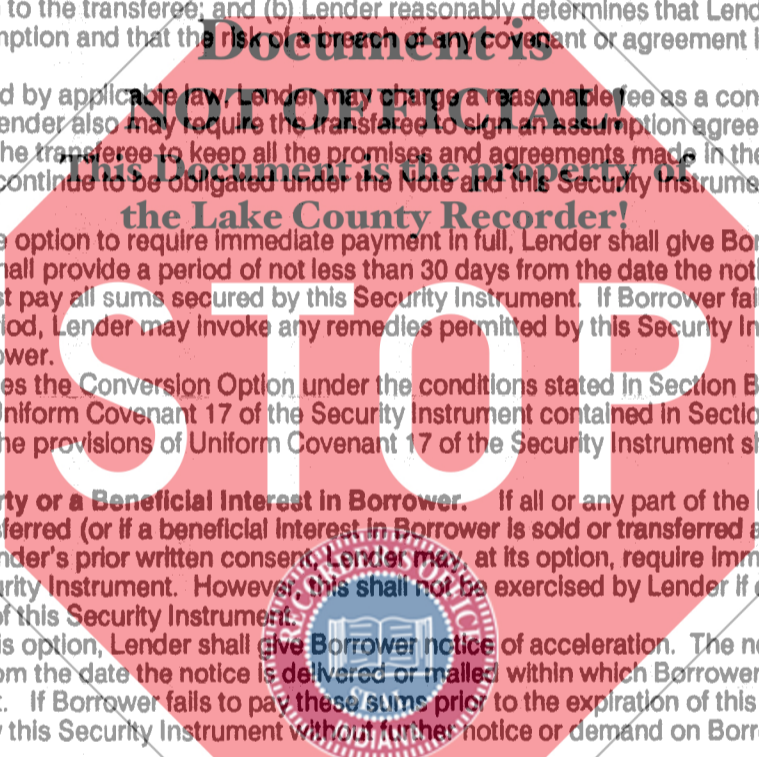 to the transferee; and (b) Lender reasonably determines that Lend
mption and that the risk of a breach of any covenant or agreement i
Document is
d by applicable law, Lender may charge a reasonable fee as a con
NOT OFFICIAL!
ender also may require the transferee to sign an assumption agree
he transferee to keep all the promises and agreements made in the
This Document is the property of
continue to be obligated under the Note and this Security Instrume
the Lake County Recorder!
e option to require immediate payment in full, Lender shall give Bor
hall provide a period of not less than 30 days from the date the noti
st pay all sums secured by this Security Instrument. If Borrower fai
iod, Lender may invoke any remedies permitted by this Security In
ower.
STOP
es the Conversion Option under the conditions stated in Section B
Uniform Covenant 17 of the Security Instrument contained in Sectio
he provisions of Uniform Covenant 17 of the Security Instrument sh
rty or a Beneficial Interest in Borrower. If all or any part of the
ferred (or if a beneficial interest in Borrower is sold or transferred a
nder's prior written consent, Lender may, at its option, require imm
rity Instrument. However, this shall not be exercised by Lender if e
of this Security Instrument.
is option, Lender shall give Borrower notice of acceleration. The no
om the date the notice is delivered or mailed within which Borrower
t. If Borrower fails to pay these sums prior to the expiration of this
SEAL
y this Security Instrument without further notice or demand on Borr
INDIANA